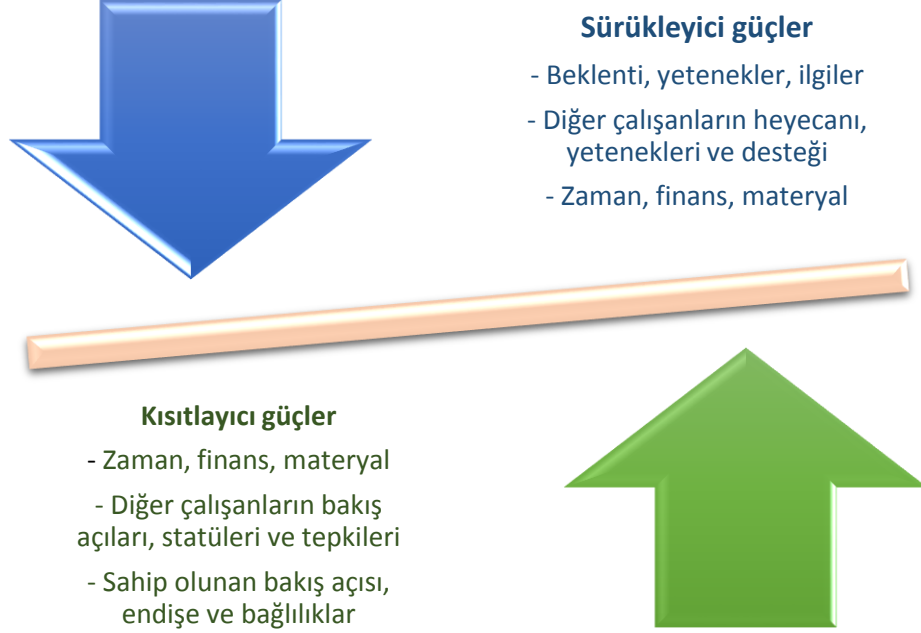 Sürükleyici güçler
- Beklenti, yetenekler, ilgiler
- Diğer çalışanların heyecanı,
yetenekleri ve desteği
- Zaman, finans, materyal
Kısıtlayıcı güçler
- Zaman, finans, materyal
- Diğer çalışanların bakış
açıları, statüleri ve tepkileri
- Sahip olunan bakış açısı,
endişe ve bağlılıklar